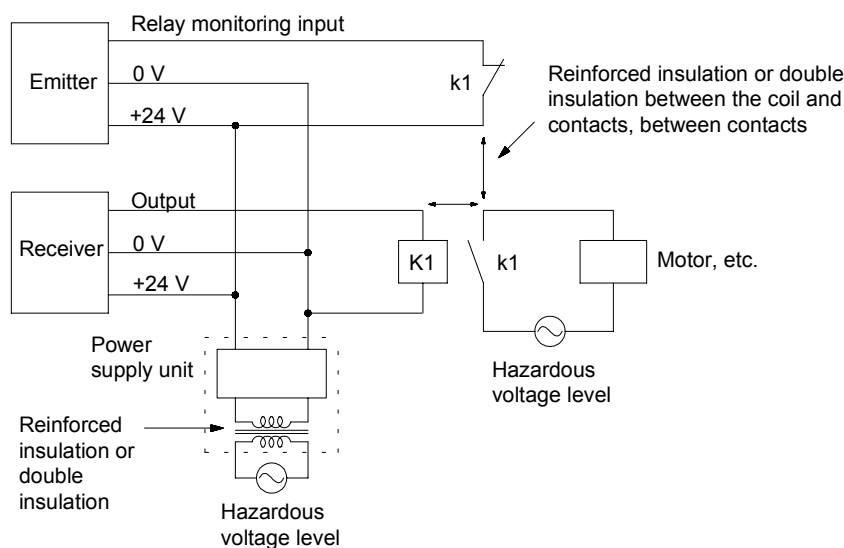 Relay monitoring input
Emitter
0 V
+24 V
k1
Reinforced insulation or double
insulation between the coil and
contacts, between contacts
Output
Receiver
0 V
+24 V
K1
k1
Motor, etc.
Power
supply unit
Hazardous
voltage level
Reinforced
insulation or
double
insulation
Hazardous
voltage level